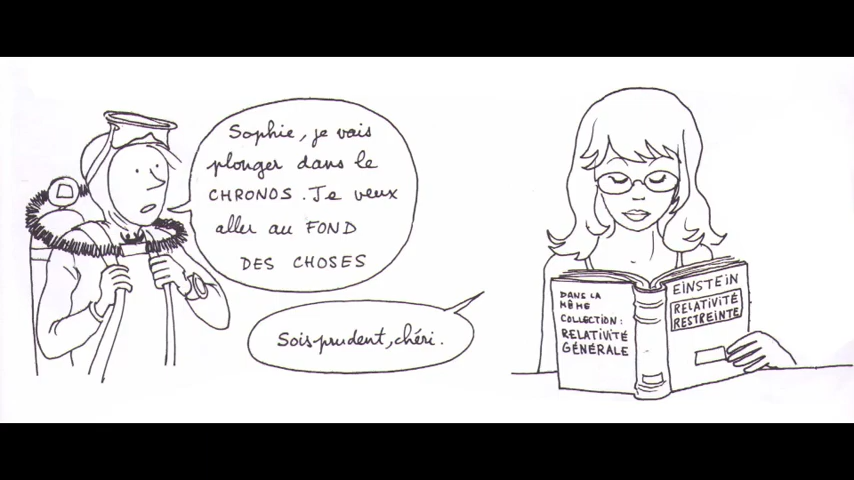 Sophie, je vais
plonger dans le
CHRONOS. Je veux
aller au FOND
DES CHOSES
Sois prudent, chéri.
DANS LA
MÊME
COLLECTION :
RELATIVITÉ
GÉNÉRALE
EINSTEIN
RELATIVITÉ
RESTREINTE